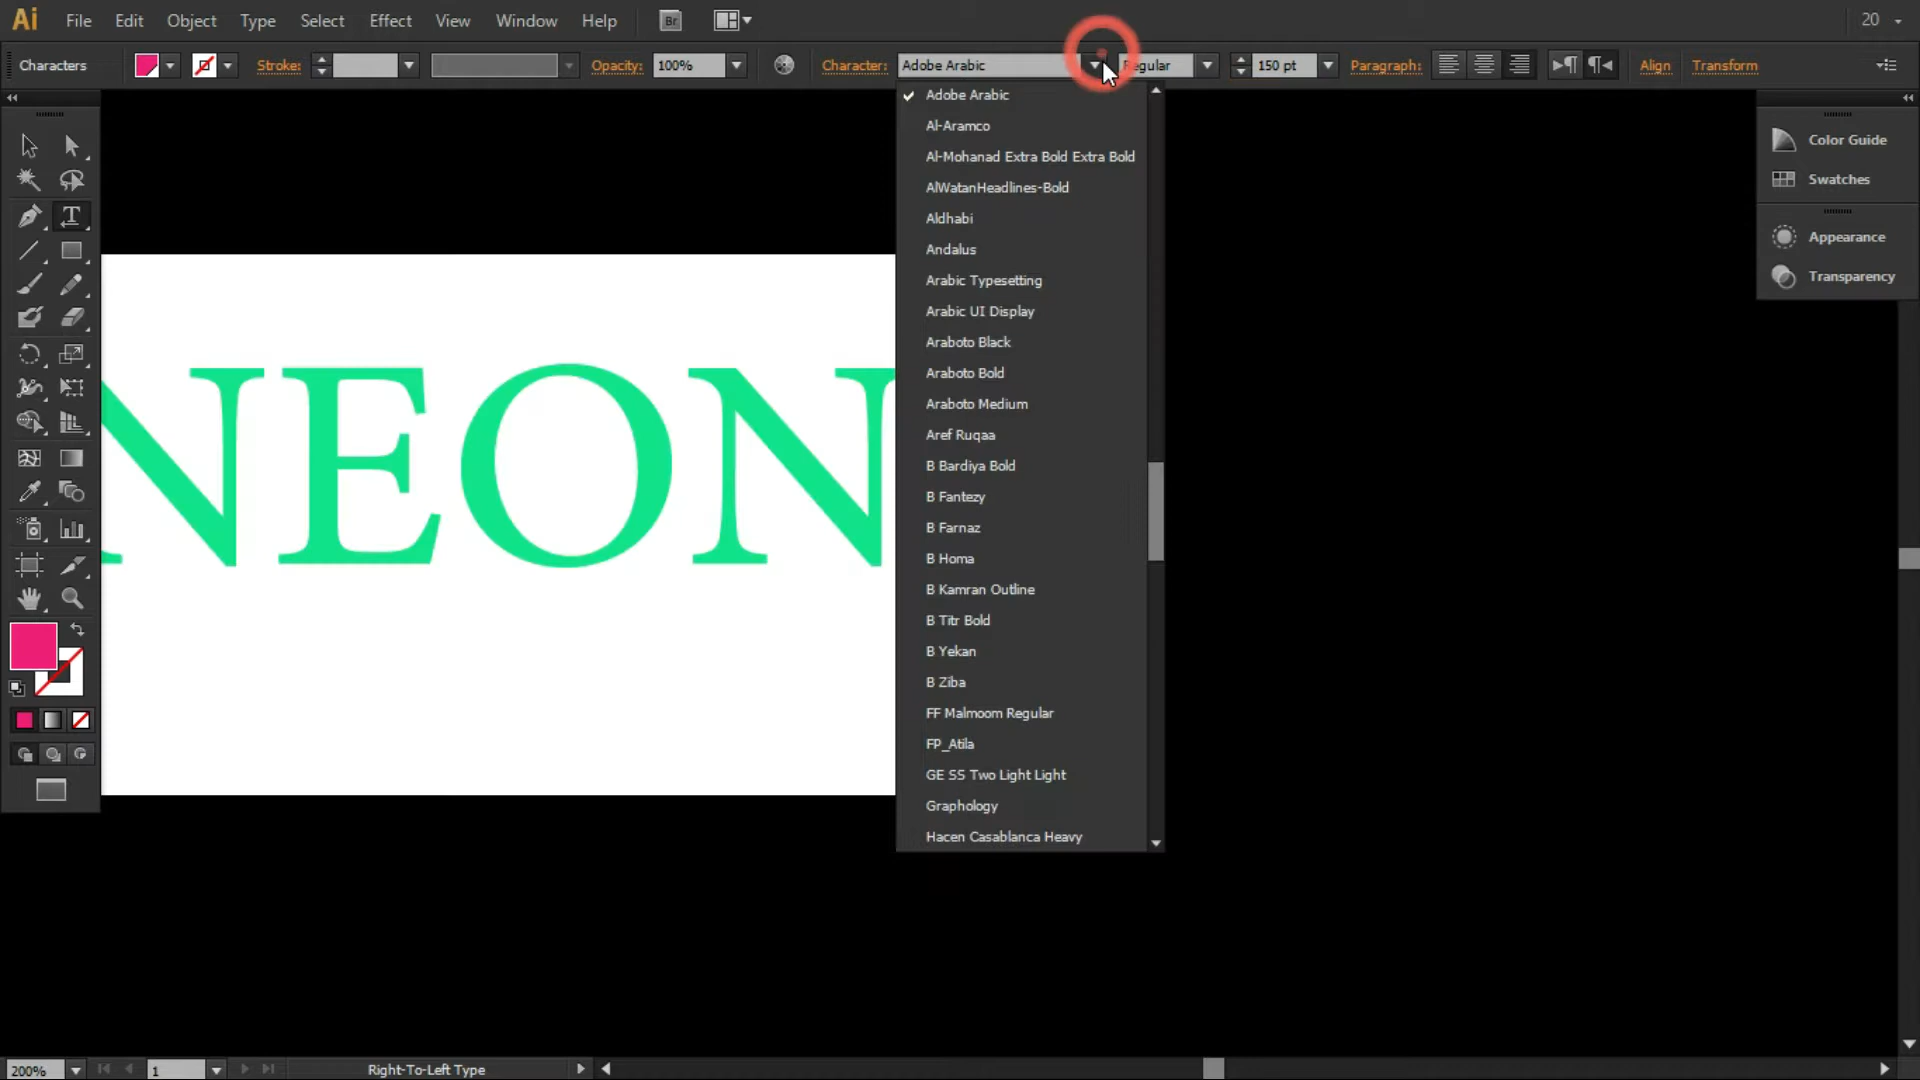 Ai File Edit Object Type Select Effect View Window Help Br 20
Characters Stroke: Opacity: 100% Character: Adobe Arabic Regular 150 pt Paragraph: Align Transform
Adobe Arabic
Al-Aramco
Al-Mohanad Extra Bold Extra Bold
AlWatanHeadlines-Bold
Aldhabi
Andalus
Arabic Typesetting
Arabic UI Display
Araboto Black
Araboto Bold
Araboto Medium
Aref Ruqaa
B Bardiya Bold
B Fantezy
B Farnaz
B Homa
B Kamran Outline
B Titr Bold
B Yekan
B Ziba
FF Malmoom Regular
FP_Atila
GE SS Two Light Light
Graphology
Hacen Casablanca Heavy
Color Guide
Swatches
Appearance
Transparency
NEON
200% 1 Right-To-Left Type